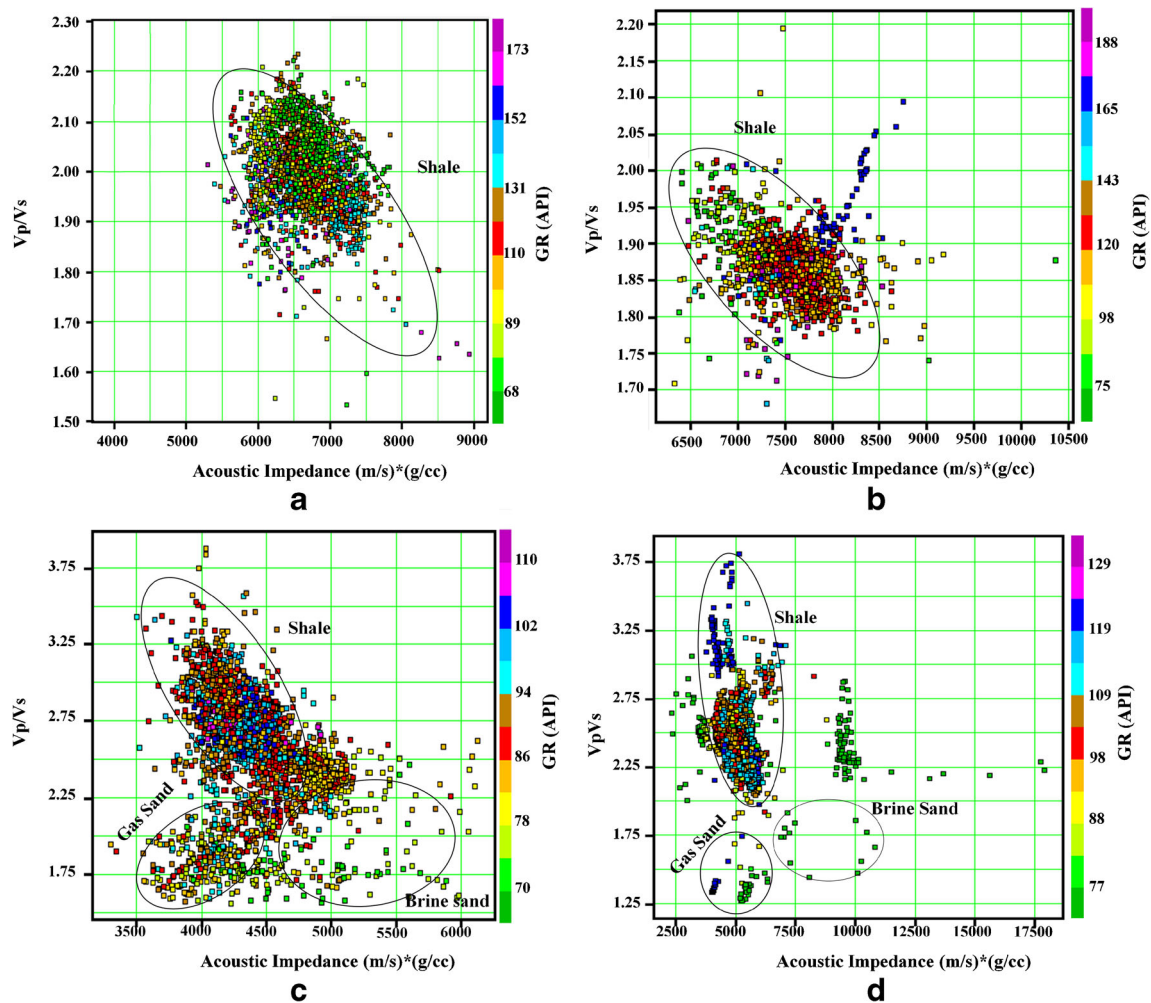 2.30
2.20
2.10
2.00
1.90
1.80
1.70
1.60
1.50
Vp/Vs
Shale
4000 5000 6000 7000 8000 9000
Acoustic Impedance (m/s)*(g/cc)
173
152
131
110
89
68
GR (API)
a
2.20
2.15
2.10
2.05
2.00
1.95
1.90
1.85
1.80
1.75
1.70
Vp/Vs
Shale
6500 7000 7500 8000 8500 9000 9500 10000 10500
Acoustic Impedance (m/s)*(g/cc)
188
165
143
120
98
75
GR (API)
b
3.75
3.25
2.75
2.25
1.75
Vp/Vs
Shale
Gas Sand
Brine sand
3500 4000 4500 5000 5500 6000
Acoustic Impedance (m/s)*(g/cc)
110
102
94
86
78
70
GR (API)
c
3.75
3.25
2.75
2.25
1.75
1.25
VpVs
Shale
Brine Sand
Gas Sand
2500 5000 7500 10000 12500 15000 17500
Acoustic Impedance (m/s)*(g/cc)
129
119
109
98
88
77
GR (API)
d